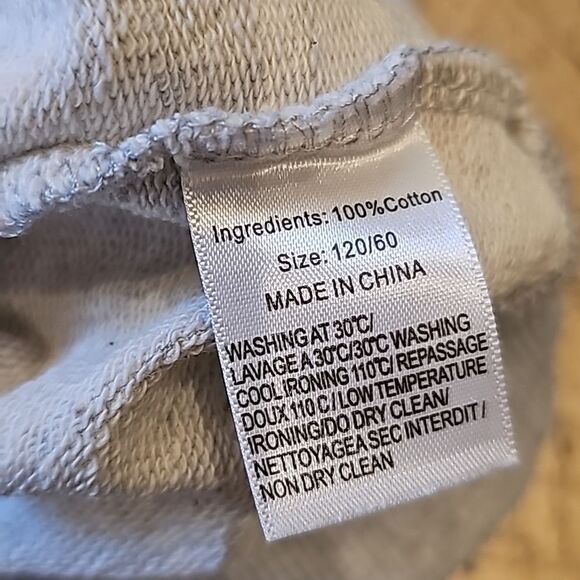 Ingredients: 100%Cotton
Size: 120/60
MADE IN CHINA
WASHING AT 30℃/
LAVAGE A 30℃/30℃ WASHING
COOL IRONING 110℃/ REPASSAGE
DOUX 110 C/ LOW TEMPERATURE
IRONING/DO DRY CLEAN/
NETTOYAGE A SEC INTERDIT /
NON DRY CLEAN